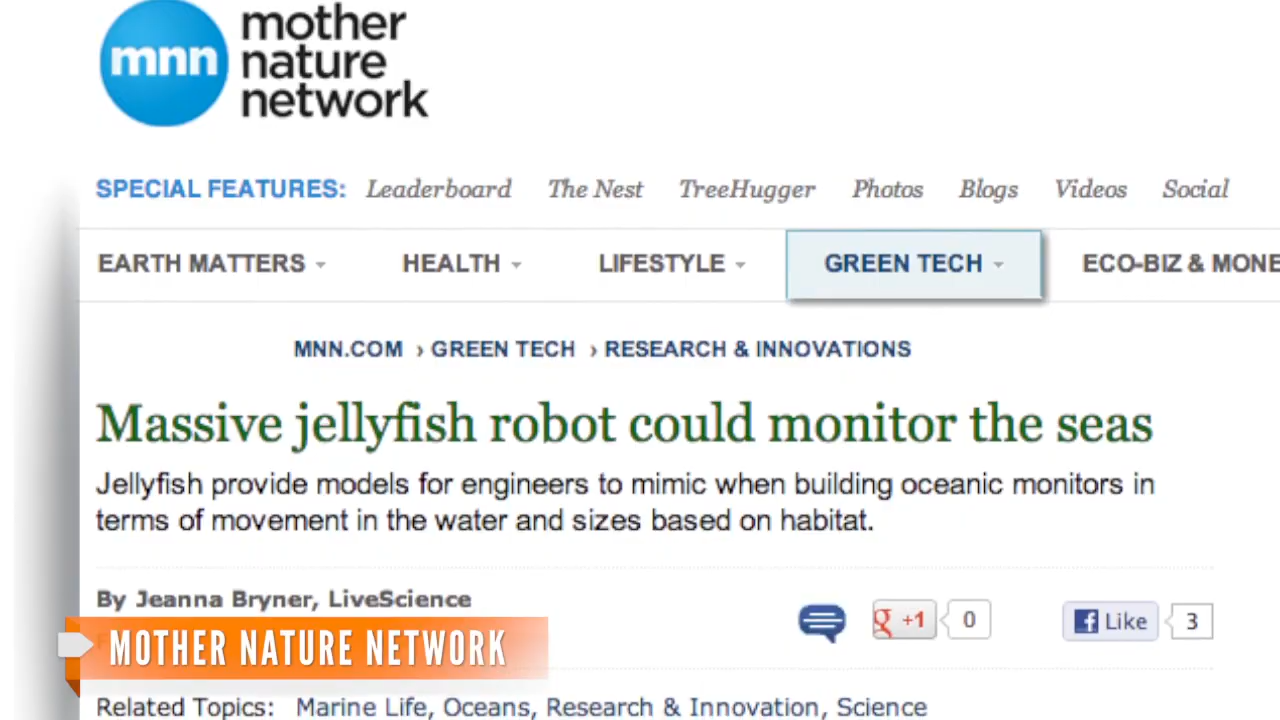 mnn
mother
nature
network
SPECIAL FEATURES: Leaderboard The Nest TreeHugger Photos Blogs Videos Social
EARTH MATTERS HEALTH LIFESTYLE GREEN TECH ECO-BIZ & MONE
MNN.COM › GREEN TECH › RESEARCH & INNOVATIONS
Massive jellyfish robot could monitor the seas
Jellyfish provide models for engineers to mimic when building oceanic monitors in
terms of movement in the water and sizes based on habitat.
By Jeanna Bryner, LiveScience
g +1 0 f Like 3
MOTHER NATURE NETWORK
Related Topics: Marine Life, Oceans, Research & Innovation, Science